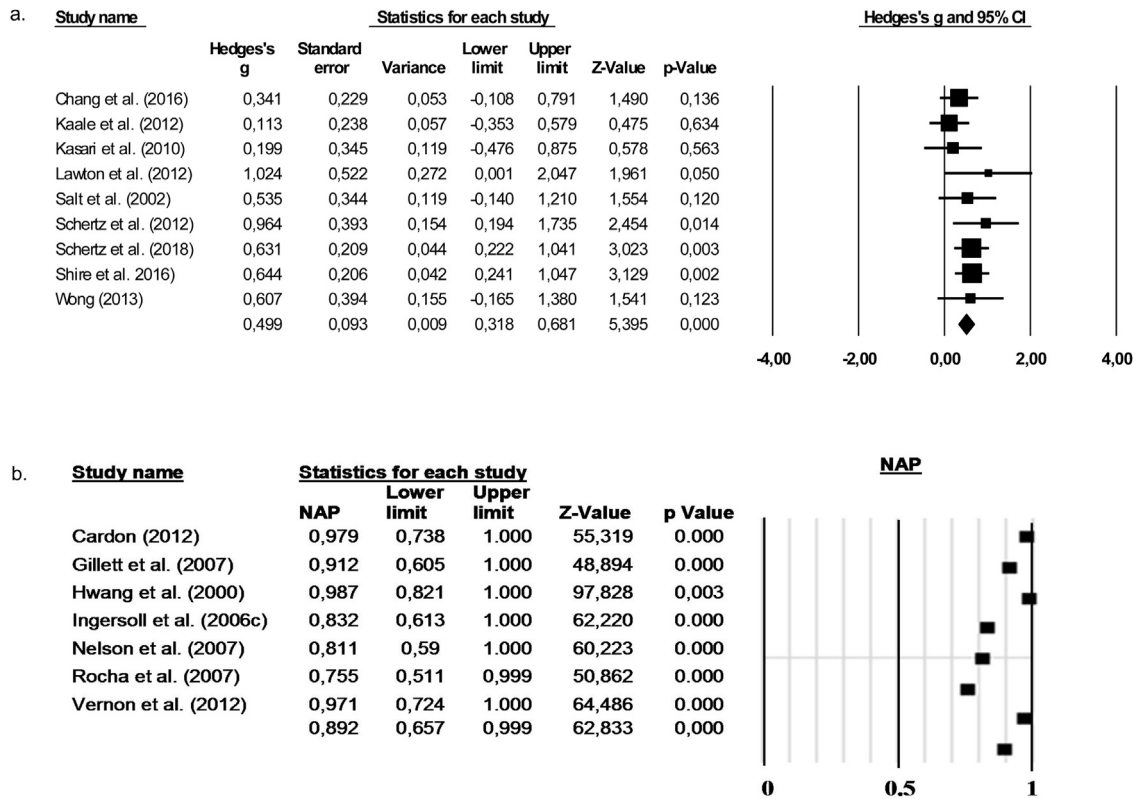 a.
Study name Statistics for each study Hedges's g and 95% CI
Hedges's Standard Lower Upper
g error Variance limit limit Z-Value p-Value
Chang et al. (2016) 0,341 0,229 0,053 -0,108 0,791 1,490 0,136
Kaale et al. (2012) 0,113 0,238 0,057 -0,353 0,579 0,475 0,634
Kasari et al. (2010) 0,199 0,345 0,119 -0,476 0,875 0,578 0,563
Lawton et al. (2012) 1,024 0,522 0,272 0,001 2,047 1,961 0,050
Salt et al. (2002) 0,535 0,344 0,119 -0,140 1,210 1,554 0,120
Schertz et al. (2012) 0,964 0,393 0,154 0,194 1,735 2,454 0,014
Schertz et al. (2018) 0,631 0,209 0,044 0,222 1,041 3,023 0,003
Shire et al. 2016) 0,644 0,206 0,042 0,241 1,047 3,129 0,002
Wong (2013) 0,607 0,394 0,155 -0,165 1,380 1,541 0,123
0,499 0,093 0,009 0,318 0,681 5,395 0,000
-4,00 -2,00 0,00 2,00 4,00
b.
Study name Statistics for each study NAP
Lower Upper
NAP limit limit Z-Value p Value
Cardon (2012) 0,979 0,738 1.000 55,319 0.000
Gillett et al. (2007) 0,912 0,605 1.000 48,894 0.000
Hwang et al. (2000) 0,987 0,821 1.000 97,828 0,003
Ingersoll et al. (2006c) 0,832 0,613 1.000 62,220 0.000
Nelson et al. (2007) 0,811 0,59 1.000 60,223 0.000
Rocha et al. (2007) 0,755 0,511 0,999 50,862 0.000
Vernon et al. (2012) 0,971 0,724 1.000 64,486 0.000
0,892 0,657 0,999 62,833 0,000
0 0.5 1